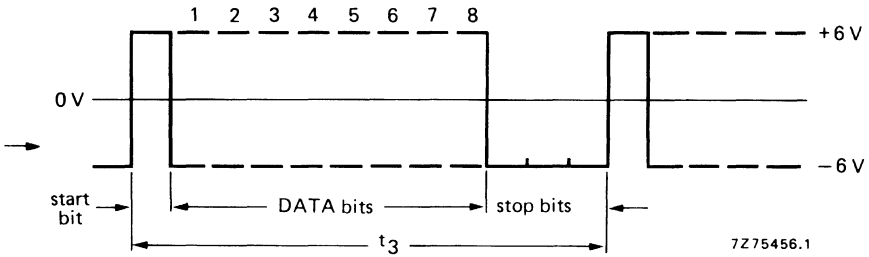 1 2 3 4 5 6 7 8
+6 V
0 V
−6 V
start bit
DATA bits
stop bits
t3
7Z75456.1